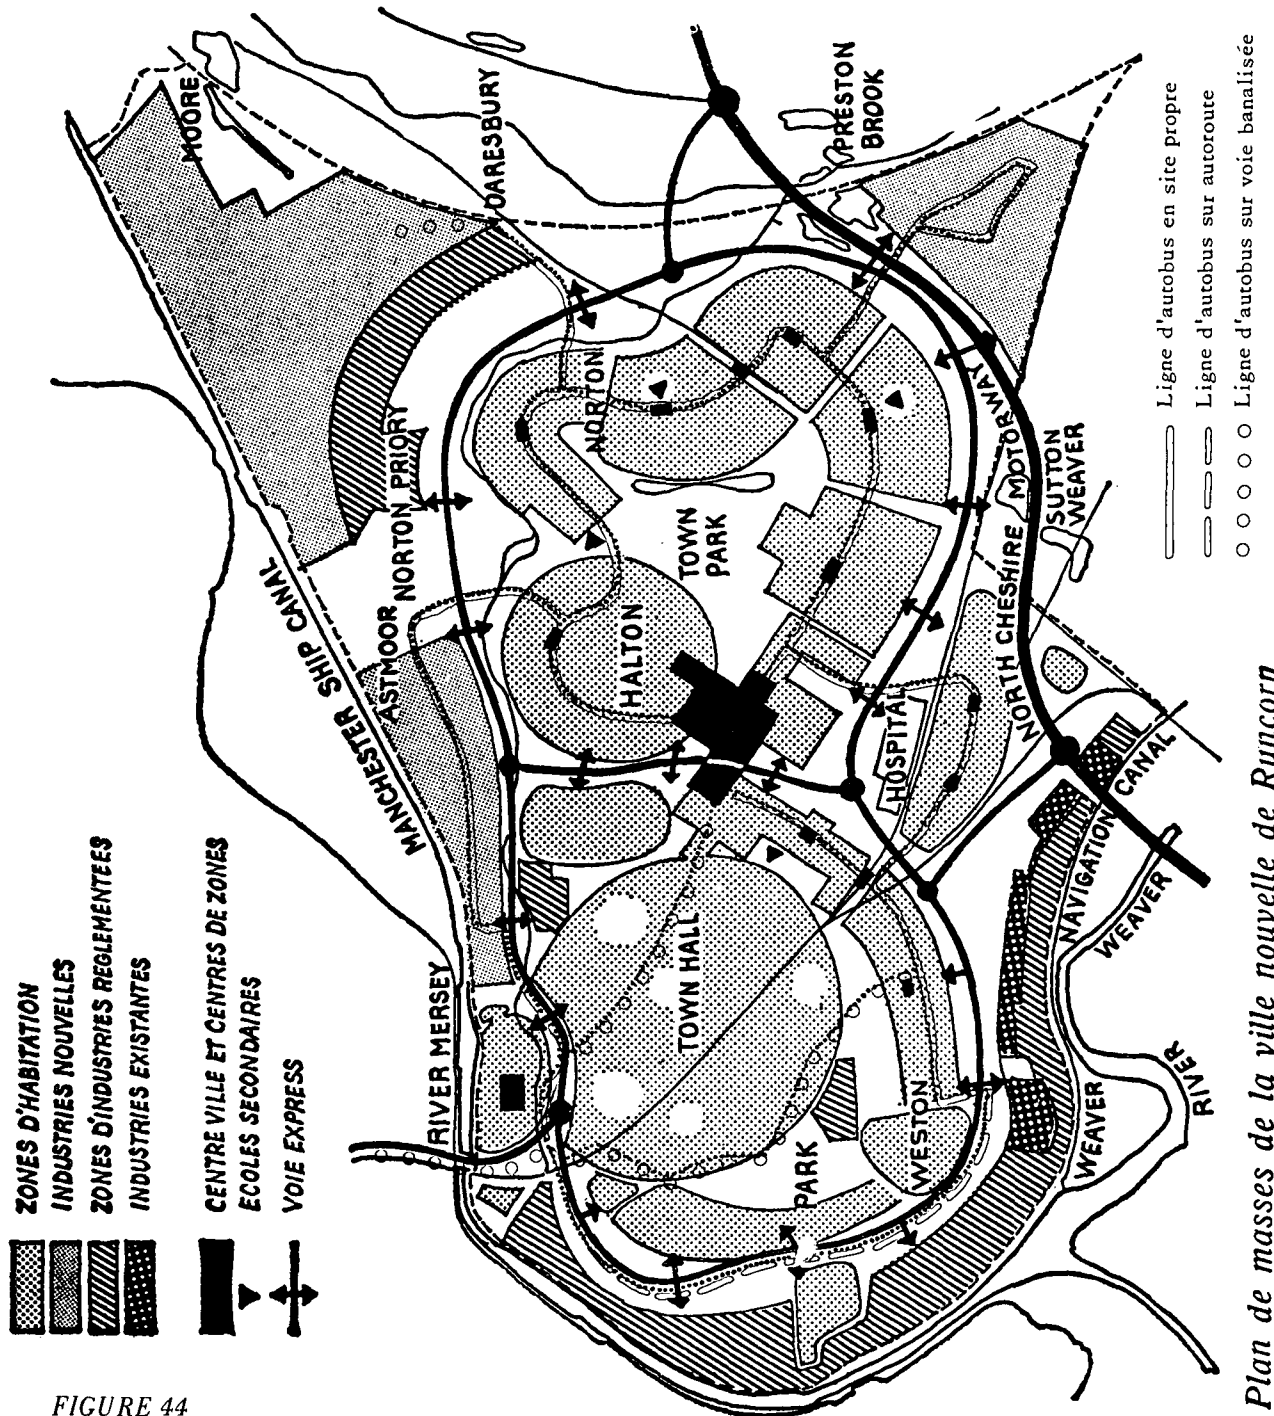 ZONES D'HABITATION
INDUSTRIES NOUVELLES
ZONES D'INDUSTRIES REGLEMENTEES
INDUSTRIES EXISTANTES
CENTRE VILLE ET CENTRES DE ZONES
ECOLES SECONDAIRES
VOIE EXPRESS
FIGURE 44
MOORE
DARESBURY
PRESTON
BROOK
MANCHESTER SHIP CANAL
NORTON PRIORY
ASTMOOR
NORTON
HALTON
TOWN
PARK
RIVER MERSEY
TOWN HALL
HOSPITAL
NORTH CHESHIRE MOTORWAY
SUTTON
WEAVER
PARK
WESTON
WEAVER
NAVIGATION CANAL
RIVER
WEAVER
Ligne d'autobus en site propre
Ligne d'autobus sur autoroute
Ligne d'autobus sur voie banalisée
Plan de masses de la ville nouvelle de Runcorn